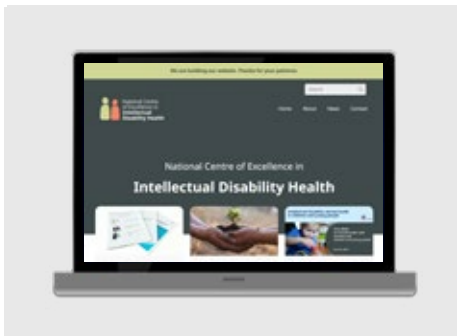 We are building our website. Thanks for your patience.
Search
National Centre
of Excellence in
Intellectual
Disability Health
Home About News Contact
National Centre of Excellence in
Intellectual Disability Health